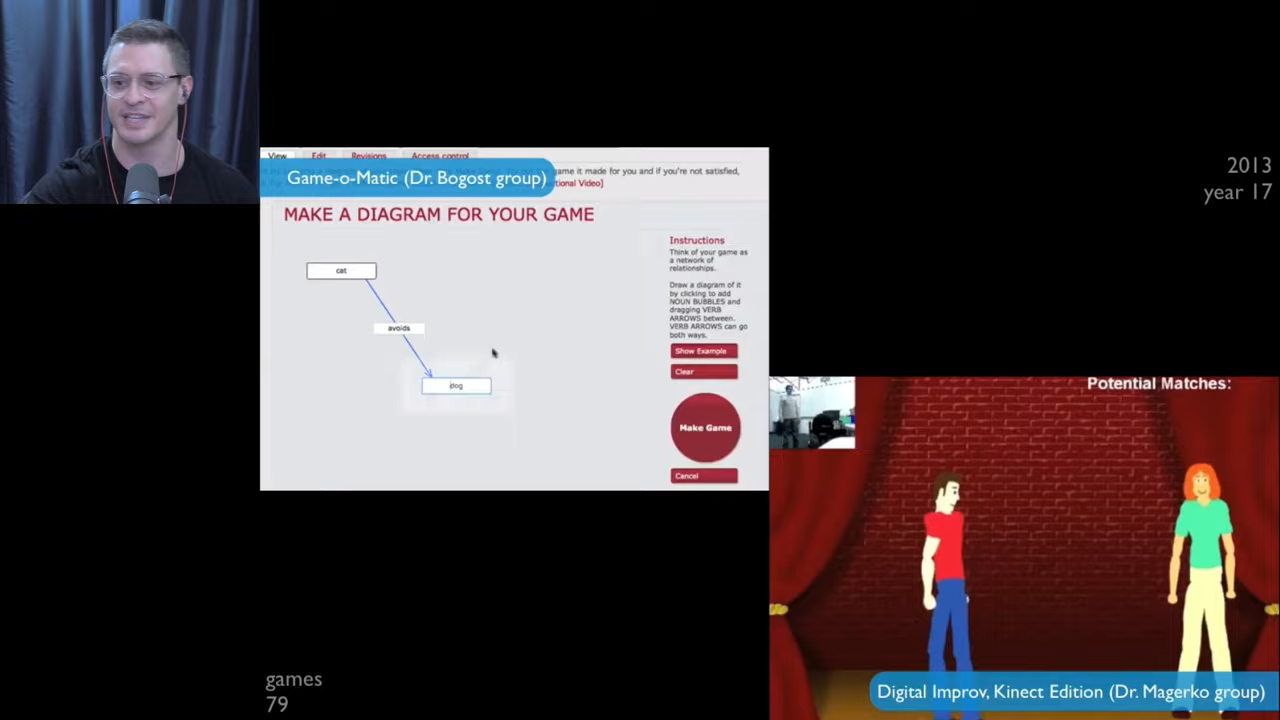 2013
year 17
View Edit Revisions Access control
game it made for you and if you're not satisfied,
tional Video]
Game-o-Matic (Dr. Bogost group)
MAKE A DIAGRAM FOR YOUR GAME
cat
avoids
dog
Instructions
Think of your game as
a network of
relationships.
Draw a diagram of it
by clicking to add
NOUN BUBBLES and
dragging VERB
ARROWS between.
VERB ARROWS can go
both ways.
Show Example
Clear
Make Game
Cancel
Potential Matches:
Digital Improv, Kinect Edition (Dr. Magerko group)
games
79